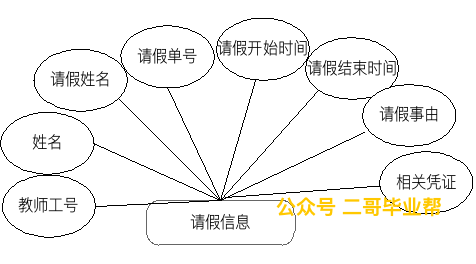 请假开始时间
请假单号
请假结束时间
请假姓名
请假事由
姓名
相关凭证
教师工号
公众号 二哥毕业帮
请假信息